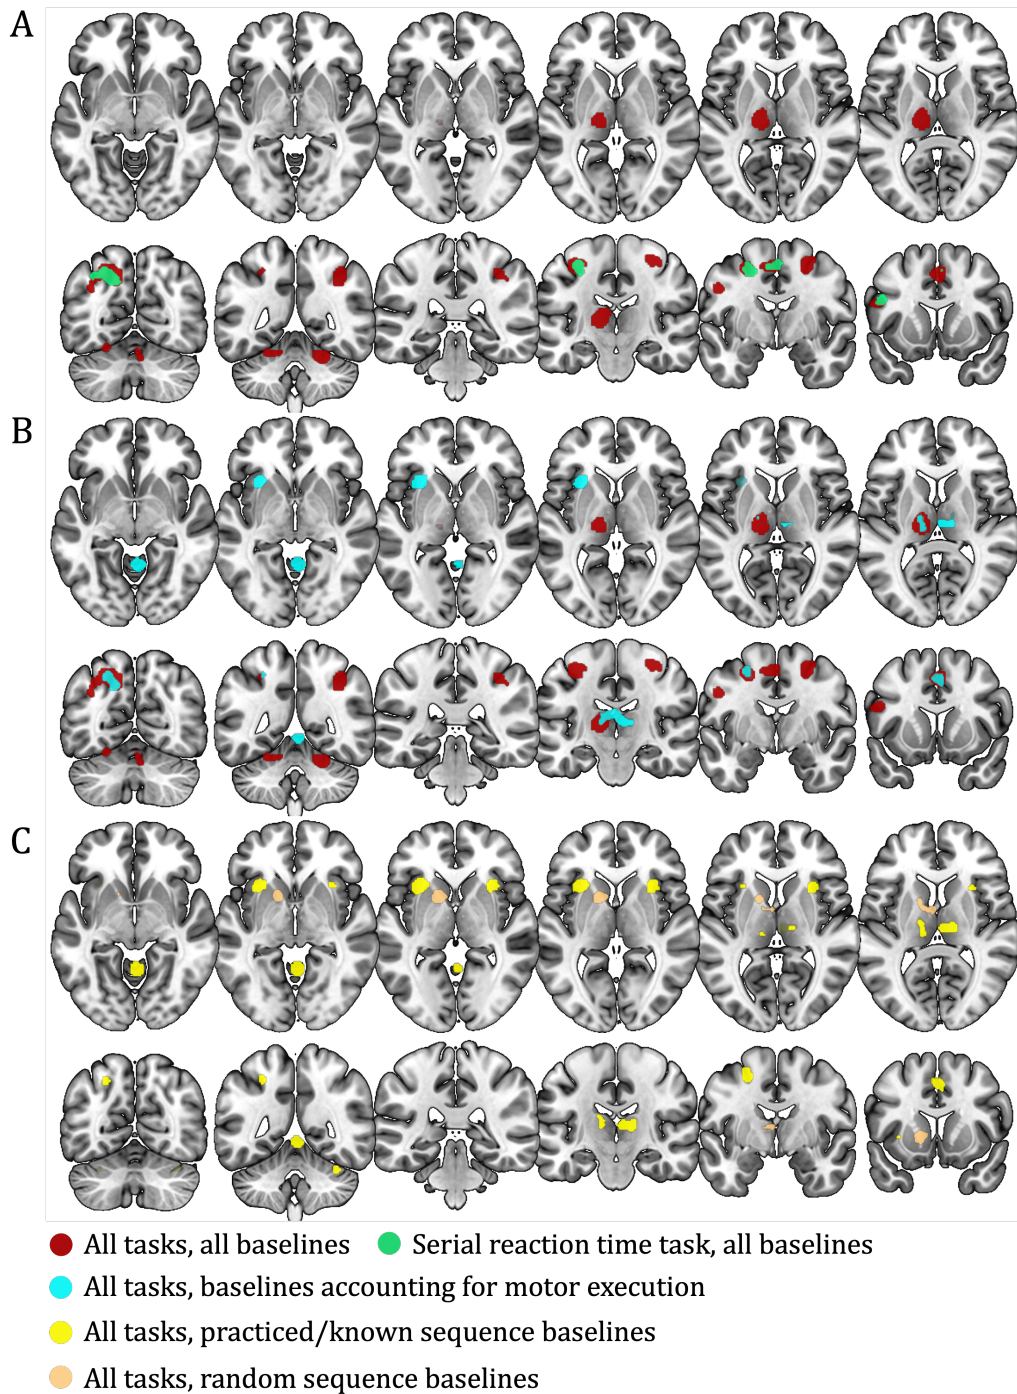 A
B
C
All tasks, all baselines
Serial reaction time task, all baselines
All tasks, baselines accounting for motor execution
All tasks, practiced/known sequence baselines
All tasks, random sequence baselines